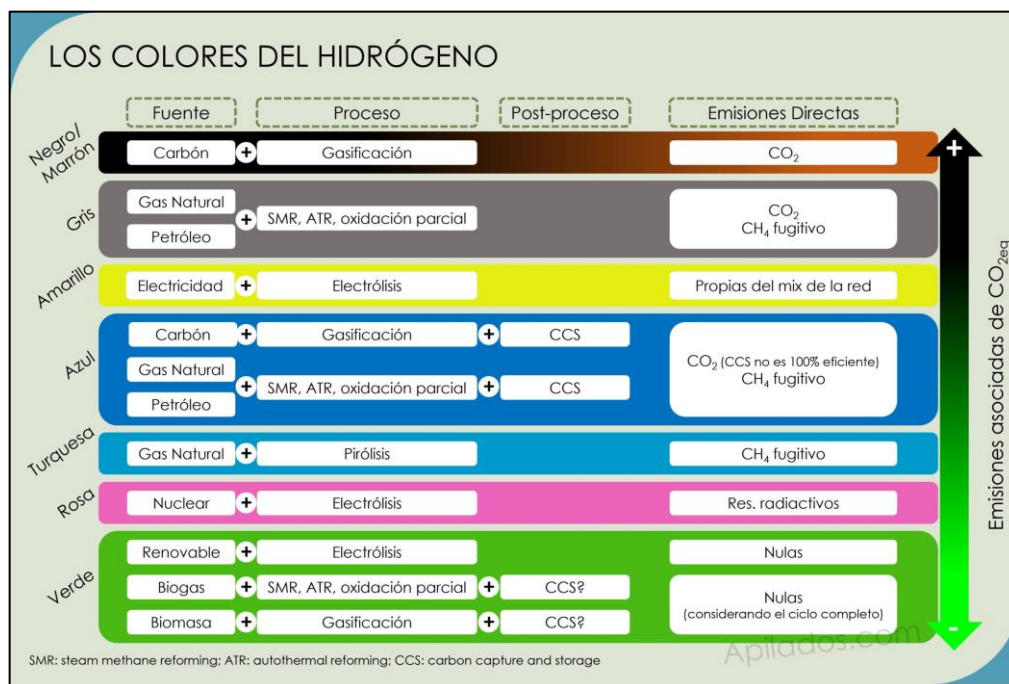 LOS COLORES DEL HIDRÓGENO
Fuente Proceso Post-proceso Emisiones Directas
Negro/
Marrón
Carbón + Gasificación CO₂
+
Gris
Gas Natural
Petróleo
+ SMR, ATR, oxidación parcial
CO₂
CH₄ fugitivo
Amarillo
Electricidad + Electrólisis Propias del mix de la red
Azul
Carbón + Gasificación + CCS
Gas Natural
Petróleo
+ SMR, ATR, oxidación parcial + CCS
CO₂ (CCS no es 100% eficiente)
CH₄ fugitivo
Turquesa
Gas Natural + Pirólisis CH₄ fugitivo
Rosa
Nuclear + Electrólisis Res. radiactivos
Verde
Renovable + Electrólisis Nulas
Biogas + SMR, ATR, oxidación parcial + CCS?
Biomasa + Gasificación + CCS?
Nulas
(considerando el ciclo completo)
-
Emisiones asociadas de CO₂eq
Apilados.com
SMR: steam methane reforming; ATR: autothermal reforming; CCS: carbon capture and storage